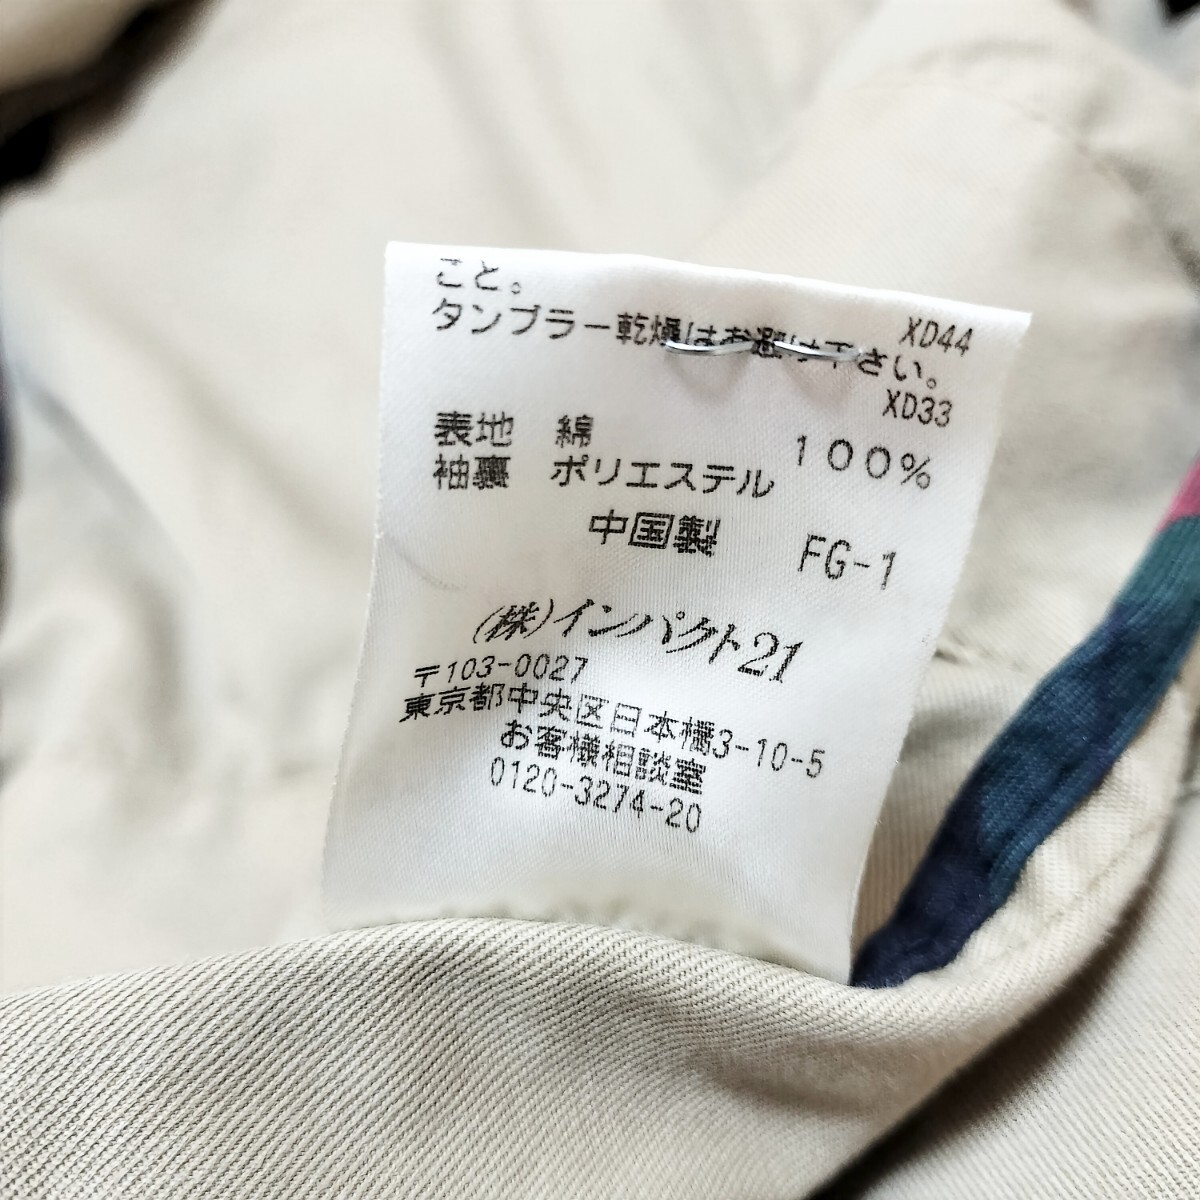 こと。
タンブラー乾燥はお避け下さい。
XD44
XD33
表地 綿 100%
袖裏 ポリエステル
中国製 FG-1
(株)インパクト21
〒103-0027
東京都中央区日本橋3-10-5
お客様相談室
0120-3274-20